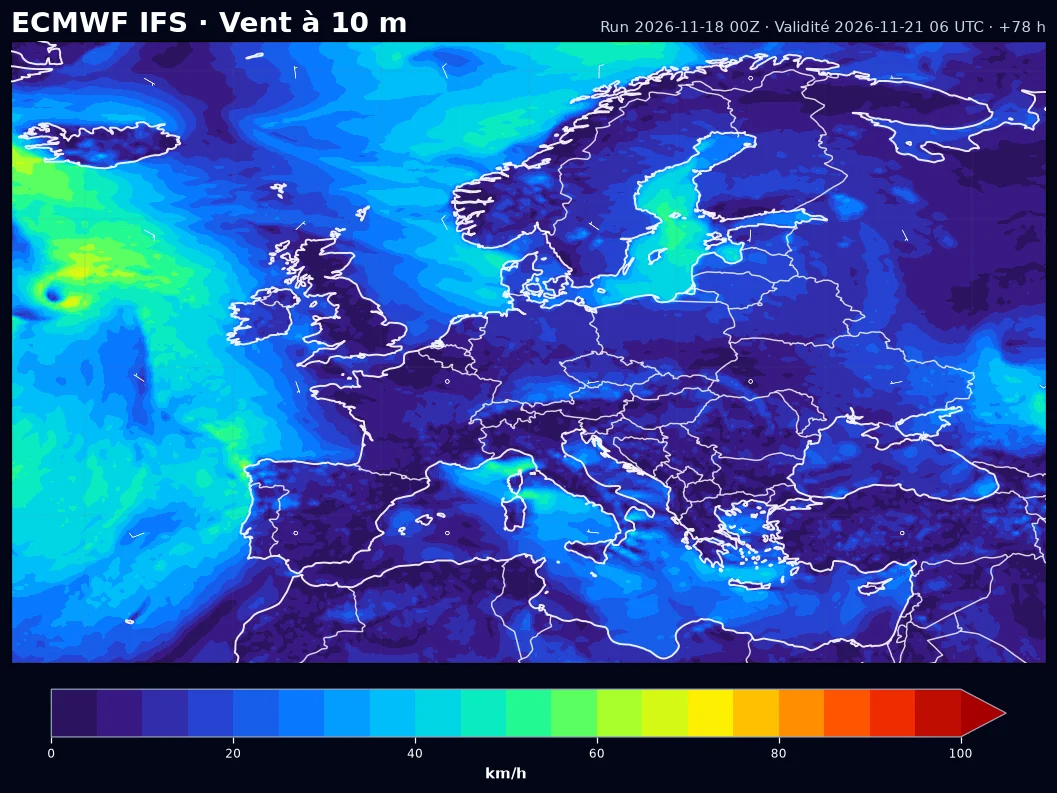 ECMWF IFS · Vent à 10 m
Run 2026-11-18 00Z · Validité 2026-11-21 06 UTC · +78 h
0 20 40 60 80 100
km/h